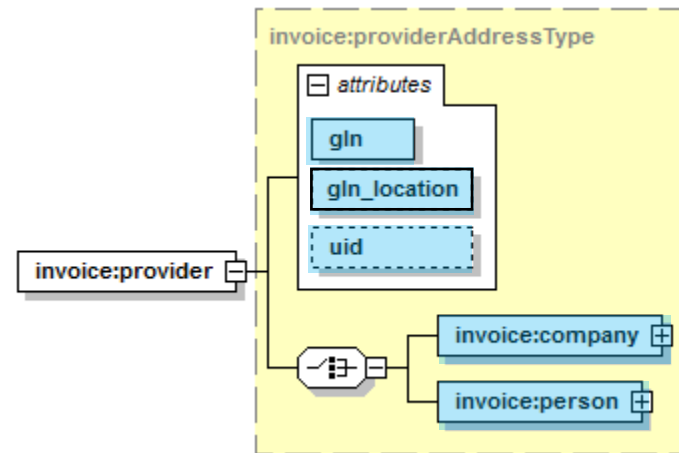 invoice:providerAddressType
attributes
gln
gln_location
uid
invoice:provider
invoice:company
invoice:person